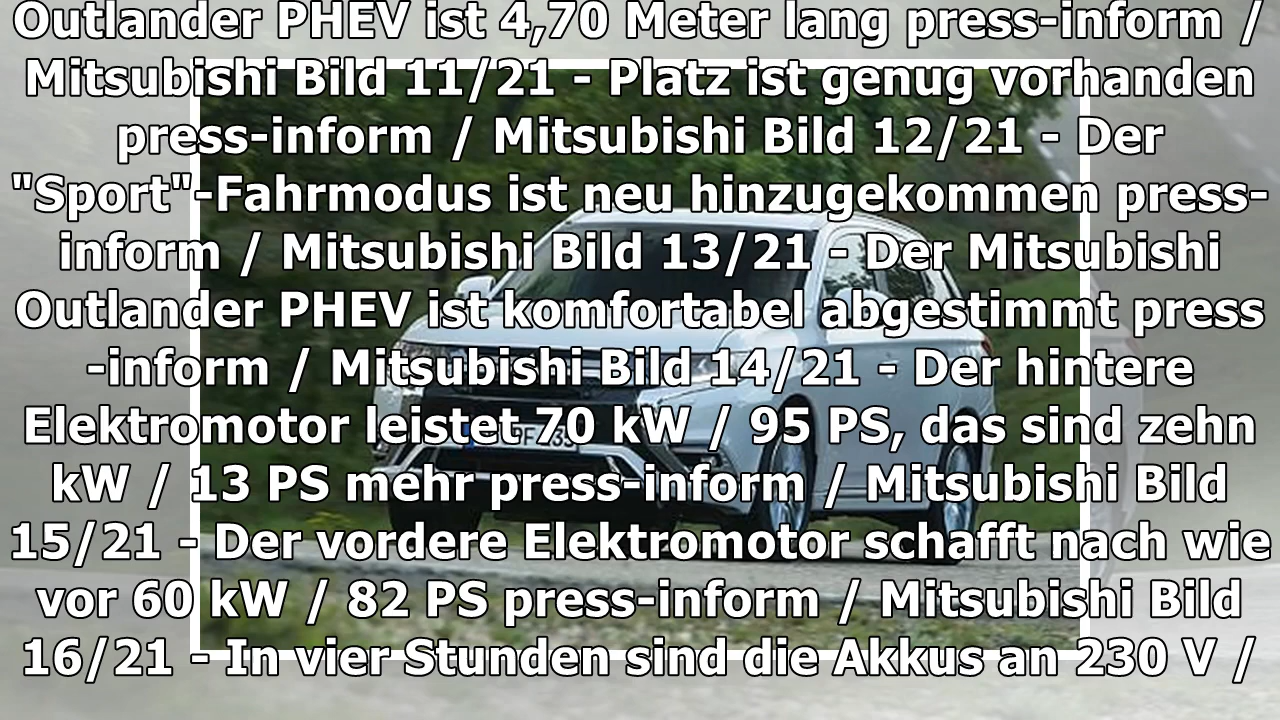 Outlander PHEV ist 4,70 Meter lang press-inform /
Mitsubishi Bild 11/21 - Platz ist genug vorhanden
press-inform / Mitsubishi Bild 12/21 - Der
"Sport"-Fahrmodus ist neu hinzugekommen press-
inform / Mitsubishi Bild 13/21 - Der Mitsubishi
Outlander PHEV ist komfortabel abgestimmt press
-inform / Mitsubishi Bild 14/21 - Der hintere
Elektromotor leistet 70 kW / 95 PS, das sind zehn
kW / 13 PS mehr press-inform / Mitsubishi Bild
15/21 - Der vordere Elektromotor schafft nach wie
vor 60 kW / 82 PS press-inform / Mitsubishi Bild
16/21 - In vier Stunden sind die Akkus an 230 V /